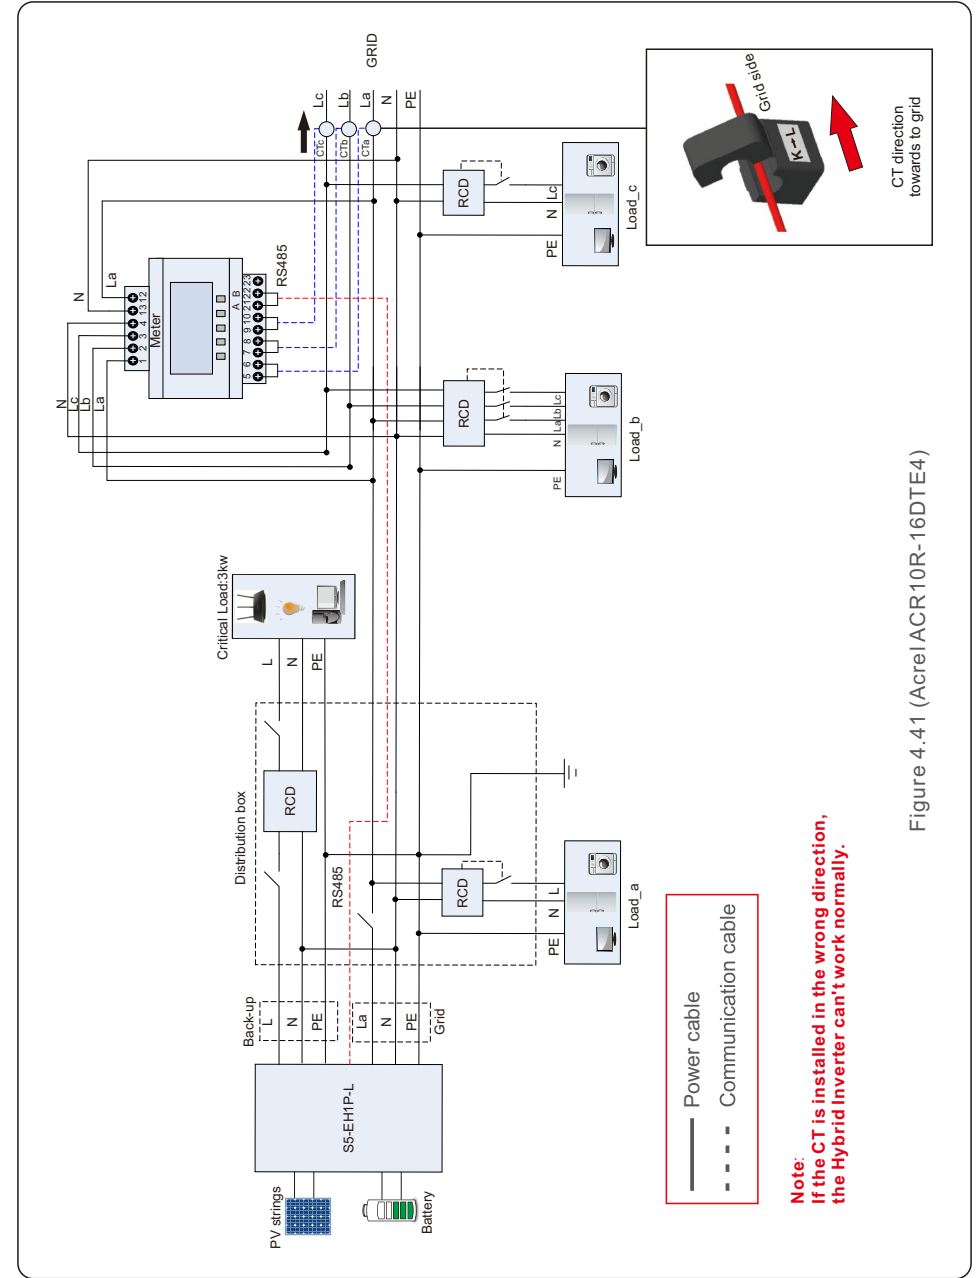 GRID
Lc
Lb
La
N
PE
CTc
CTb
CTa
Grid side
K→L
CT direction
towards to grid
RCD
Lc
N
PE
Load_c
N
La
12
13
4
3
2
1
Meter
23
22
21
10
9
8
7
6
5
B
A
RS485
N
Lc
Lb
La
RCD
Lc
Lb
La
N
PE
Load_b
Critical Load:3kw
L
N
PE
Distribution box
RCD
RS485
RCD
L
N
PE
Load_a
Back-up
L
N
PE
La
N
PE
Grid
S5-EH1P-L
PV strings
Battery
Power cable
Communication cable
Note:
If the CT is installed in the wrong direction,
the Hybrid Inverter can't work normally.
Figure 4.41 (Acrel ACR10R-16DTE4)